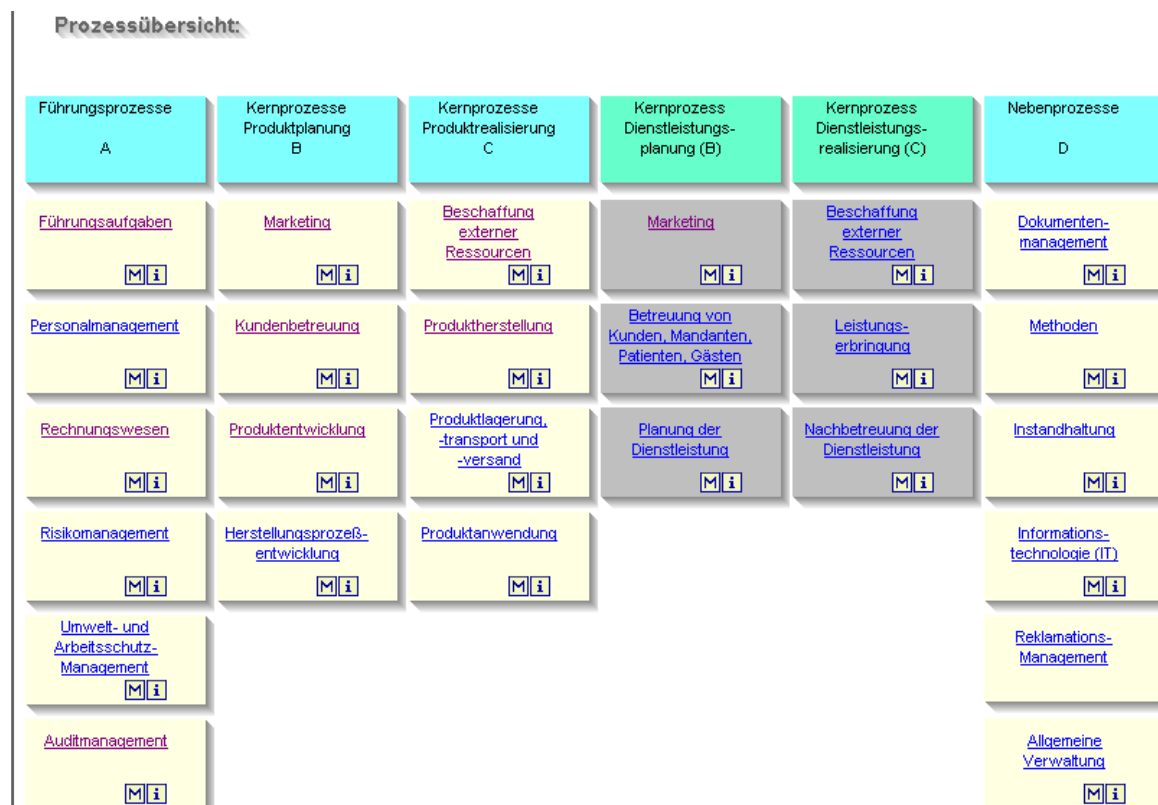 Prozessübersicht:
Führungsprozesse
A
Kernprozesse
Produktplanung
B
Kernprozesse
Produktrealisierung
C
Kernprozess
Dienstleistungs-
planung (B)
Kernprozess
Dienstleistungs-
realisierung (C)
Nebenprozesse
D
Führungsaufgaben
M i
Marketing
M i
Beschaffung
externer
Ressourcen
M i
Marketing
M i
Beschaffung
externer
Ressourcen
M i
Dokumenten-
management
M i
Personalmanagement
M i
Kundenbetreuung
M i
Produktherstellung
M i
Betreuung von
Kunden, Mandanten,
Patienten, Gästen
M i
Leistungs-
erbringung
M i
Methoden
M i
Rechnungswesen
M i
Produktentwicklung
M i
Produktlagerung,
-transport und
-versand
M i
Planung der
Dienstleistung
M i
Nachbetreuung der
Dienstleistung
M i
Instandhaltung
M i
Risikomanagement
M i
Herstellungsprozeß-
entwicklung
M i
Produktanwendung
M i
Informations-
technologie (IT)
M i
Umwelt- und
Arbeitsschutz-
Management
M i
Reklamations-
Management
Auditmanagement
M i
Allgemeine
Verwaltung
M i